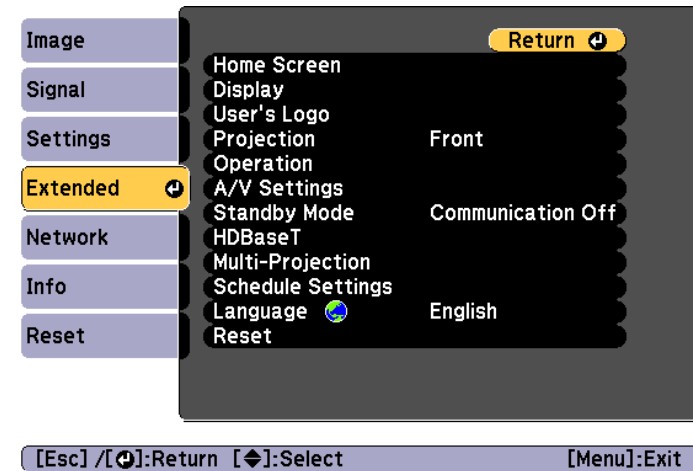 Image
Signal
Settings
Extended
Network
Info
Reset
Return
Home Screen
Display
User's Logo
Projection Front
Operation
A/V Settings
Standby Mode Communication Off
HDBaseT
Multi-Projection
Schedule Settings
Language English
Reset
[Esc] /[ ]:Return [ ]:Select [Menu]:Exit